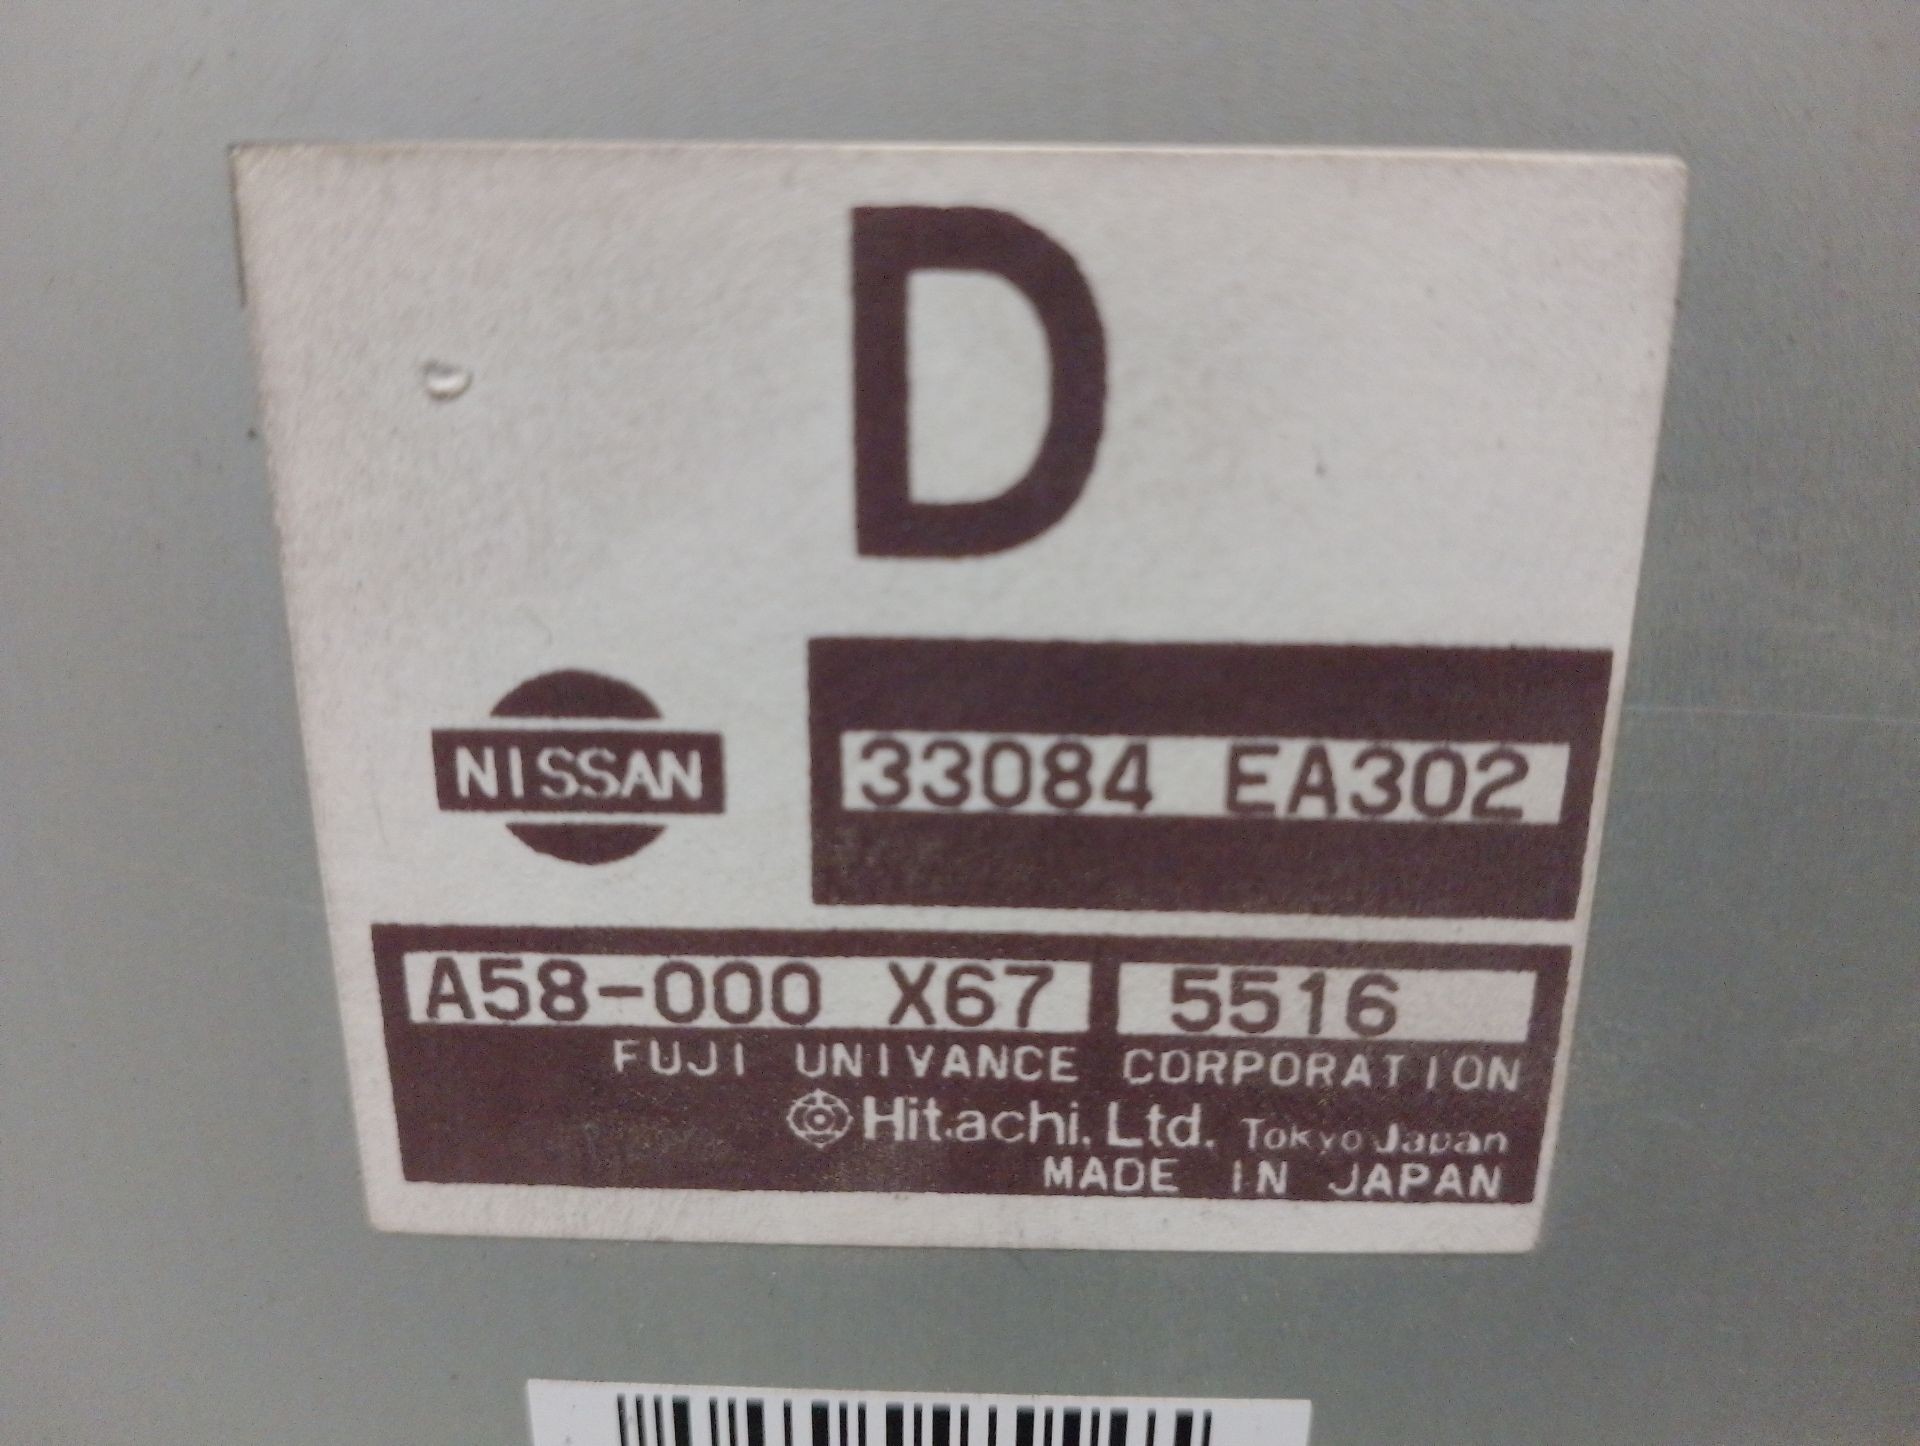 D
NISSAN
33084 EA302
A58-000 X67 5516
FUJI UNIVANCE CORPORATION
Hitachi, Ltd. Tokyo Japan
MADE IN JAPAN